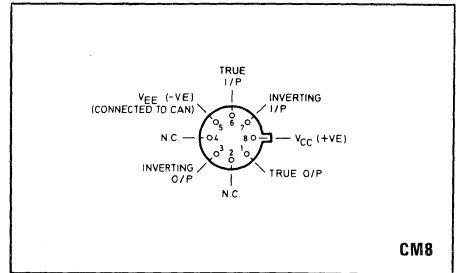 TRUE
I/P
VEE (-VE)
(CONNECTED TO CAN)
INVERTING
I/P
6
5
7
N.C.
4
8
VCC (+VE)
3
2
1
INVERTING
O/P
TRUE O/P
N.C.
CM8